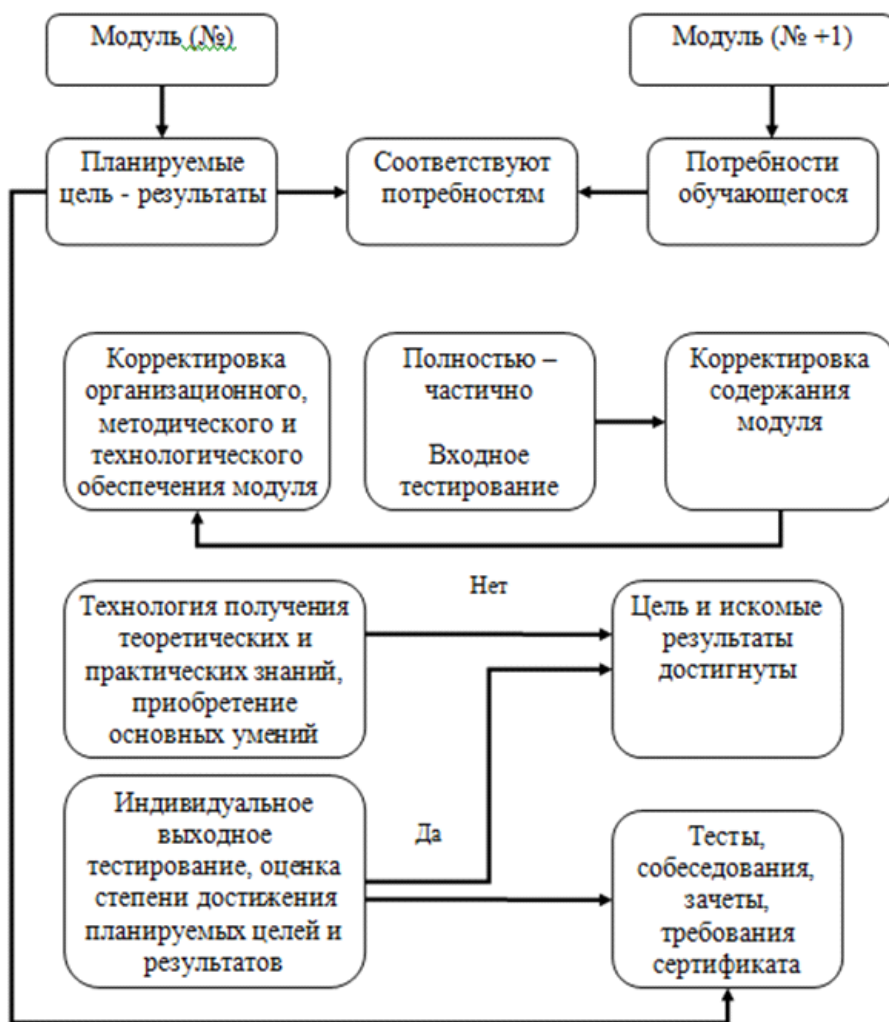 Модуль (№)
Модуль (№ +1)
Планируемые
цель - результаты
Соответствуют
потребностям
Потребности
обучающегося
Корректировка
организационного,
методического и
технологического
обеспечения модуля
Полностью –
частично
Входное
тестирование
Корректировка
содержания
модуля
Технология получения
теоретических и
практических знаний,
приобретение
основных умений
Нет
Цель и искомые
результаты
достигнуты
Индивидуальное
выходное
тестирование, оценка
степени достижения
планируемых целей и
результатов
Да
Тесты,
собеседования,
зачеты,
требования
сертификата